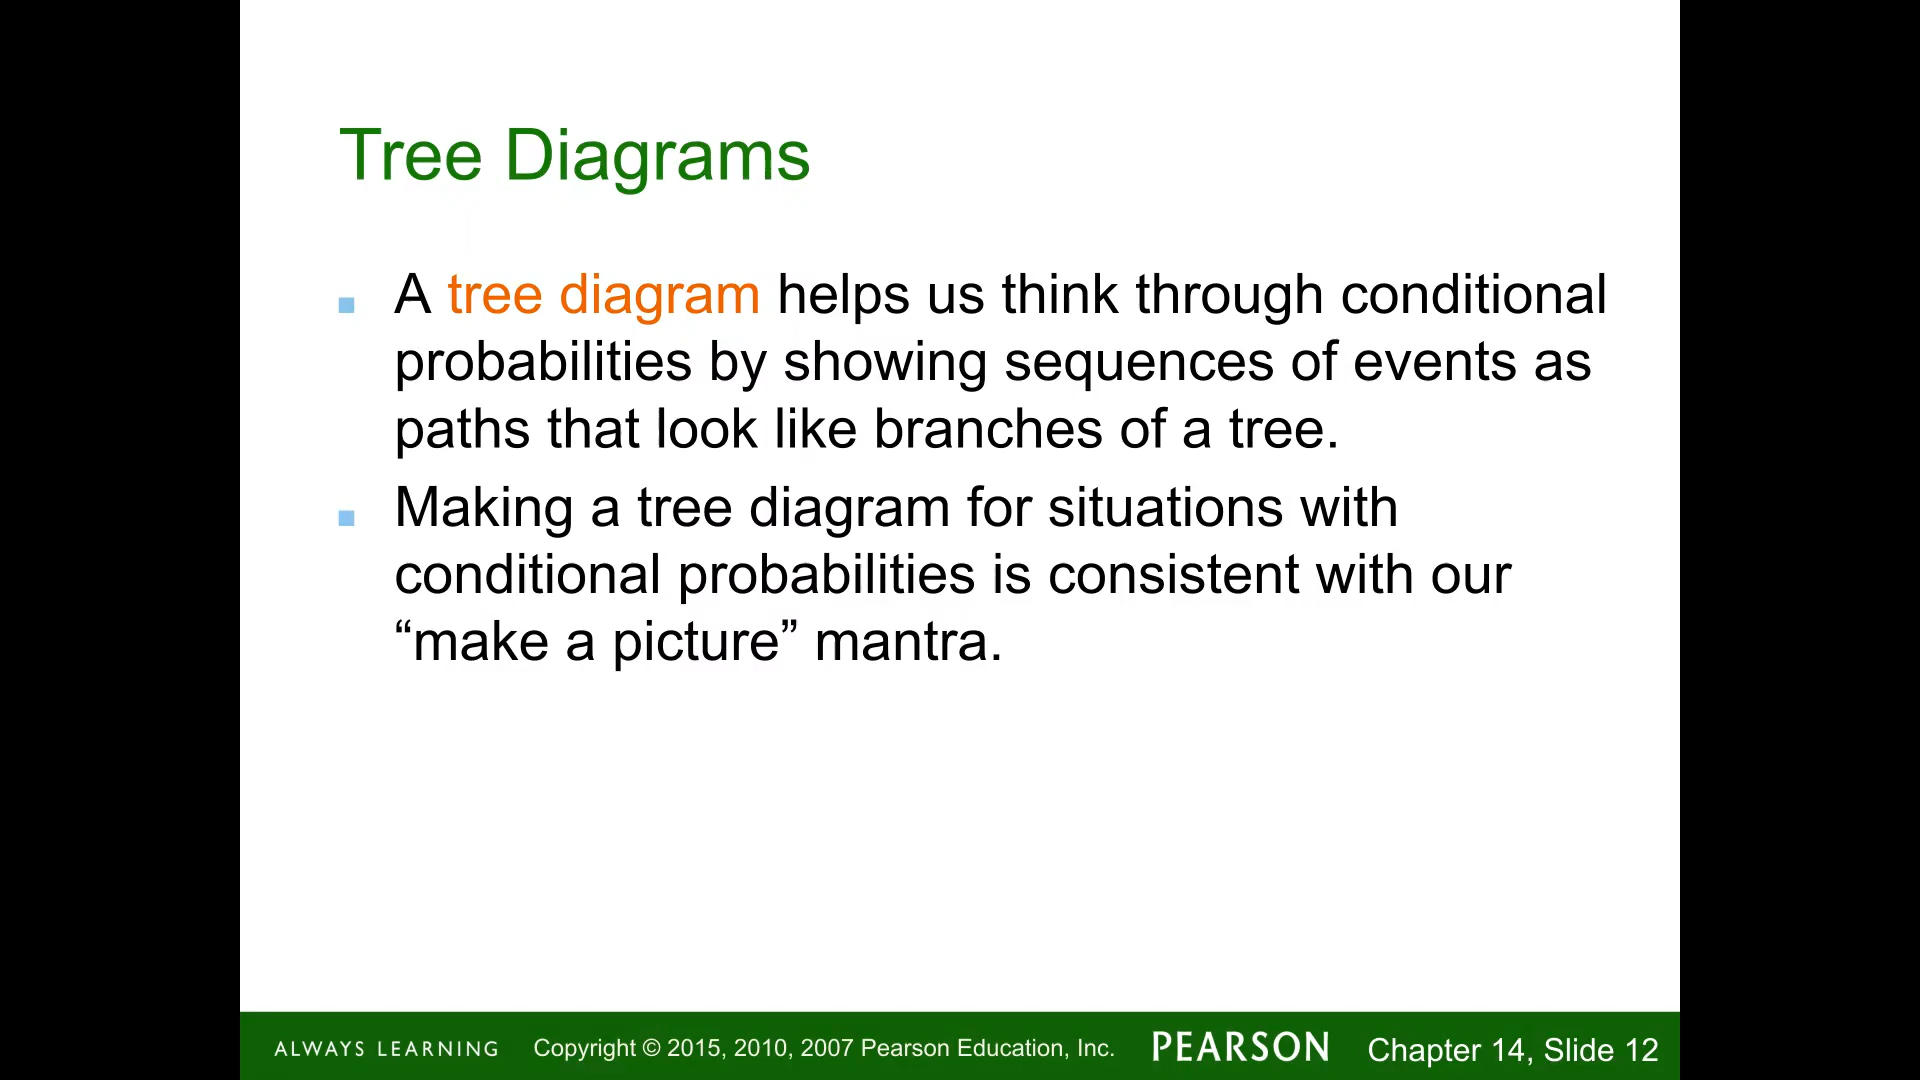 Tree Diagrams
A tree diagram helps us think through conditional
probabilities by showing sequences of events as
paths that look like branches of a tree.
Making a tree diagram for situations with
conditional probabilities is consistent with our
“make a picture” mantra.
ALWAYS LEARNING Copyright © 2015, 2010, 2007 Pearson Education, Inc. PEARSON Chapter 14, Slide 12